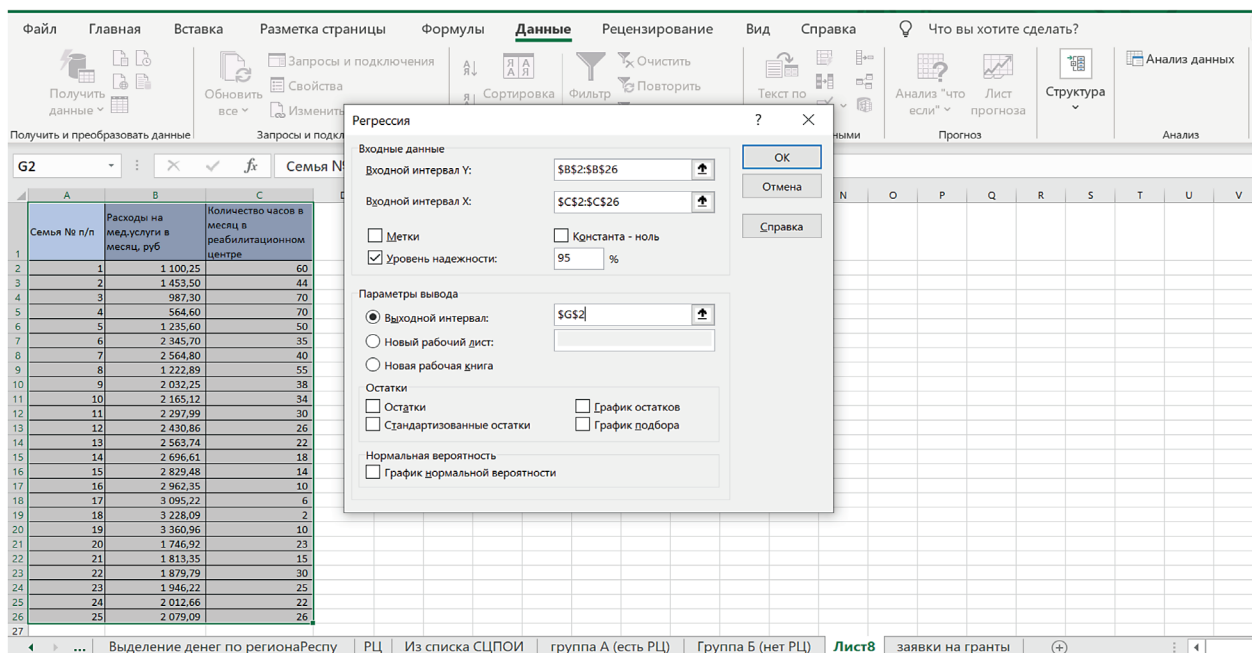 Файл Главная Вставка Разметка страницы Формулы Данные Рецензирование Вид Справка Что вы хотите сделать?
Получить данные
Обновить все
Запросы и подключения
Свойства
Изменить
Сортировка
Фильтр
Очистить
Повторить
Текст по
Анализ "что если"
Лист прогноза
Структура
Анализ данных
Получить и преобразовать данные
Запросы и подкл
ными
Прогноз
Анализ
G2
fx
Семья №
A B C N O P Q R S T U V
1 Семья № п/п
Расходы на
мед.услуги в
месяц, руб
Количество часов в
месяц в
реабилитационном
центре
2 1 1 100,25 60
3 2 1 453,50 44
4 3 987,30 70
5 4 564,60 70
6 5 1 235,60 50
7 6 2 345,70 35
8 7 2 564,80 40
9 8 1 222,89 55
10 9 2 032,25 38
11 10 2 165,12 34
12 11 2 297,99 30
13 12 2 430,86 26
14 13 2 563,74 22
15 14 2 696,61 18
16 15 2 829,48 14
17 16 2 962,35 10
18 17 3 095,22 6
19 18 3 228,09 2
20 19 3 360,96 10
21 20 1 746,92 23
22 21 1 813,35 15
23 22 1 879,79 30
24 23 1 946,22 25
25 24 2 012,66 22
26 25 2 079,09 26
27
Регрессия ?
Входные данные
Входной интервал Y: $B$2:$B$26
Входной интервал X: $C$2:$C$26
Метки Константа - ноль
Уровень надежности: 95 %
Параметры вывода
Выходной интервал: $G$2
Новый рабочий лист:
Новая рабочая книга
Остатки
Остатки График остатков
Стандартизованные остатки График подбора
Нормальная вероятность
График нормальной вероятности
ОК
Отмена
Справка
... Выделение денег по регионаРеспу РЦ Из списка СЦПОИ группа А (есть РЦ) Группа Б (нет РЦ) Лист8 заявки на гранты